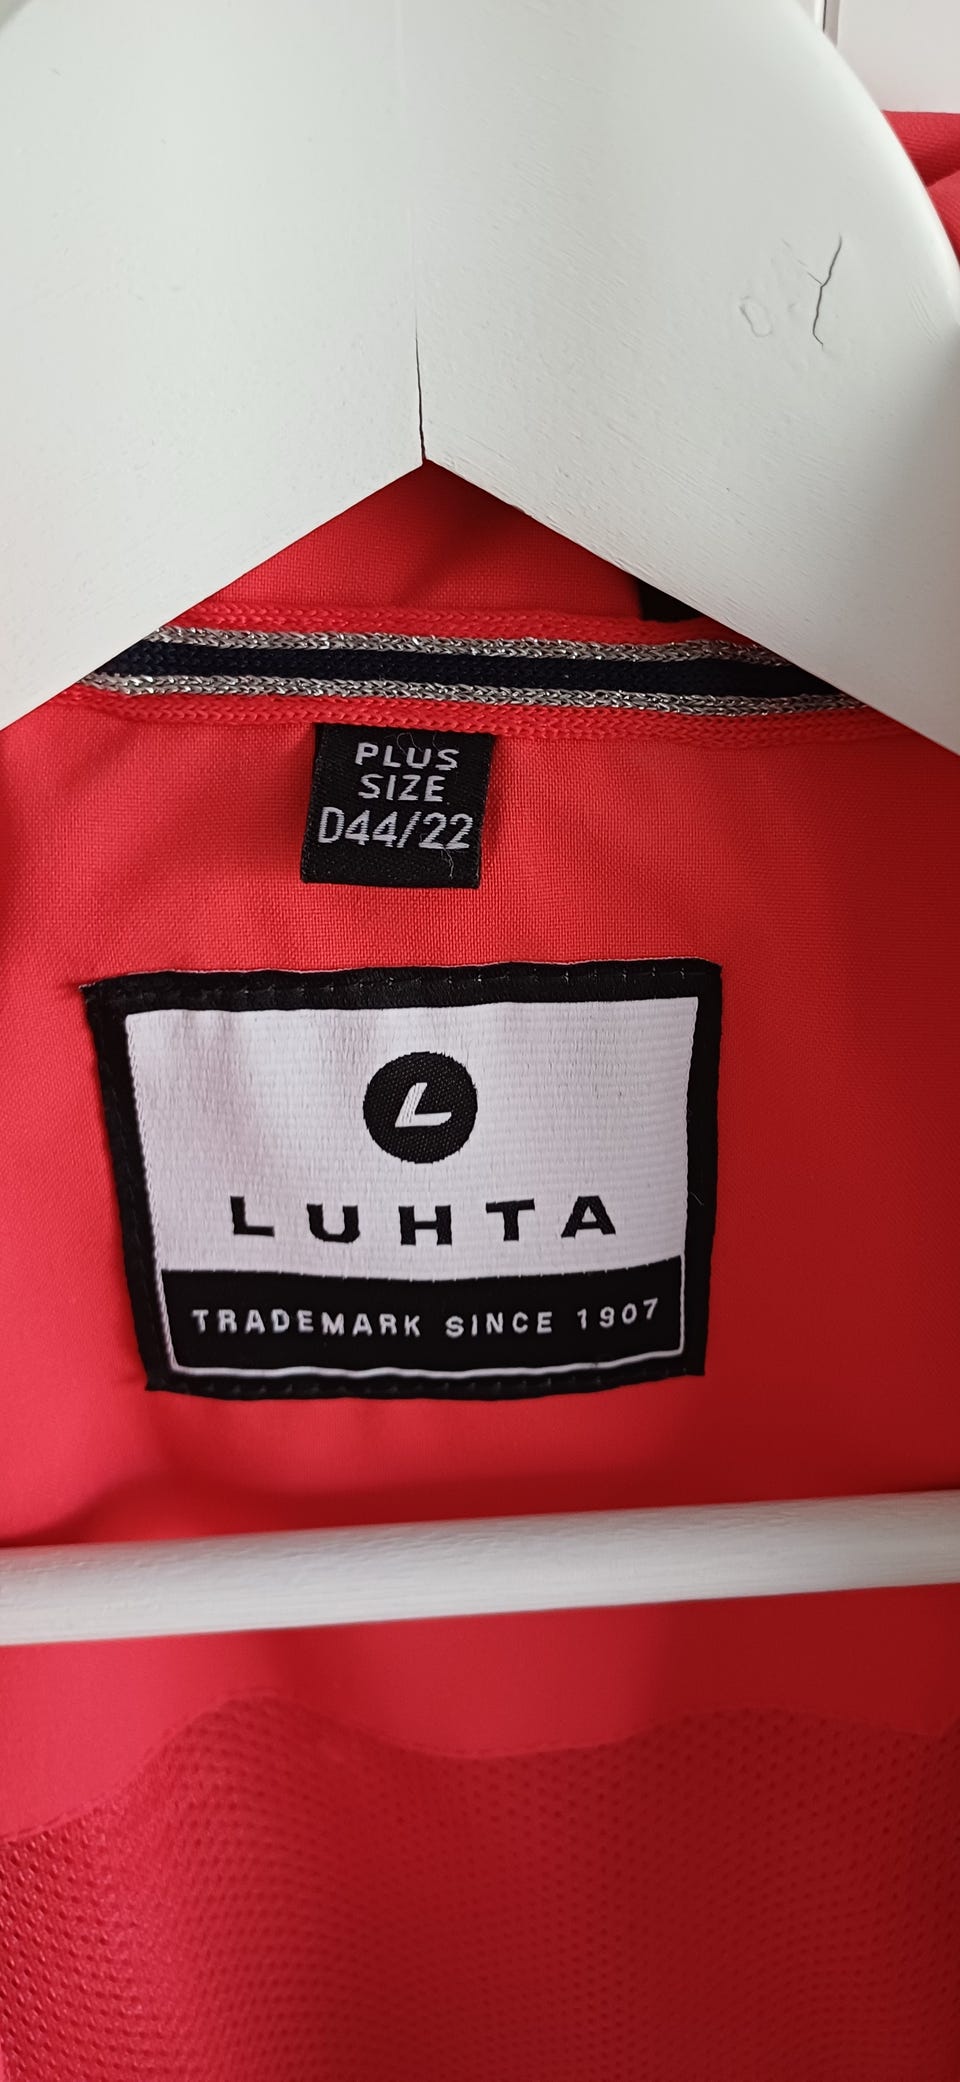 PLUS
SIZE
D44/22
L
LUHTA
TRADEMARK SINCE 1907